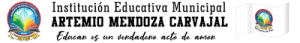 Institución Educativa Municipal
ARTEMIO MENDOZA CARVAJAL
Educar es un verdadero acto de amor